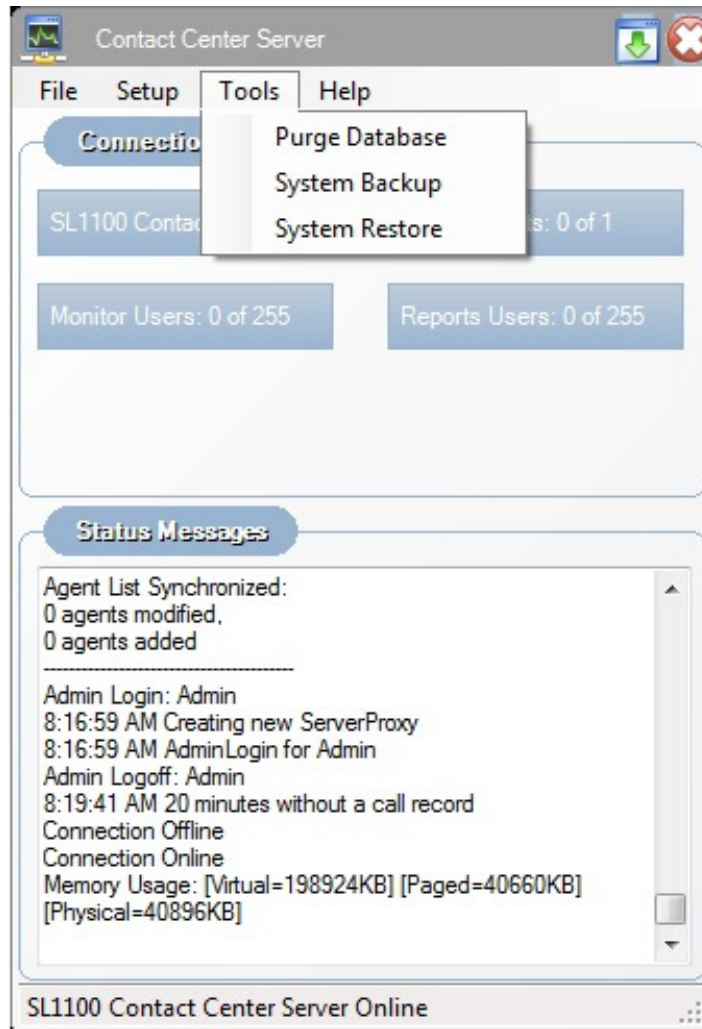 Contact Center Server
File Setup Tools Help
Purge Database
System Backup
System Restore
SL1100
0 of 1
Monitor Users: 0 of 255
Reports Users: 0 of 255
Status Messages
Agent List Synchronized:
0 agents modified,
0 agents added
----------------------------------------
Admin Login: Admin
8:16:59 AM Creating new ServerProxy
8:16:59 AM AdminLogin for Admin
Admin Logoff: Admin
8:19:41 AM 20 minutes without a call record
Connection Offline
Connection Online
Memory Usage: [Virtual=198924KB] [Paged=40660KB]
[Physical=40896KB]
SL1100 Contact Center Server Online